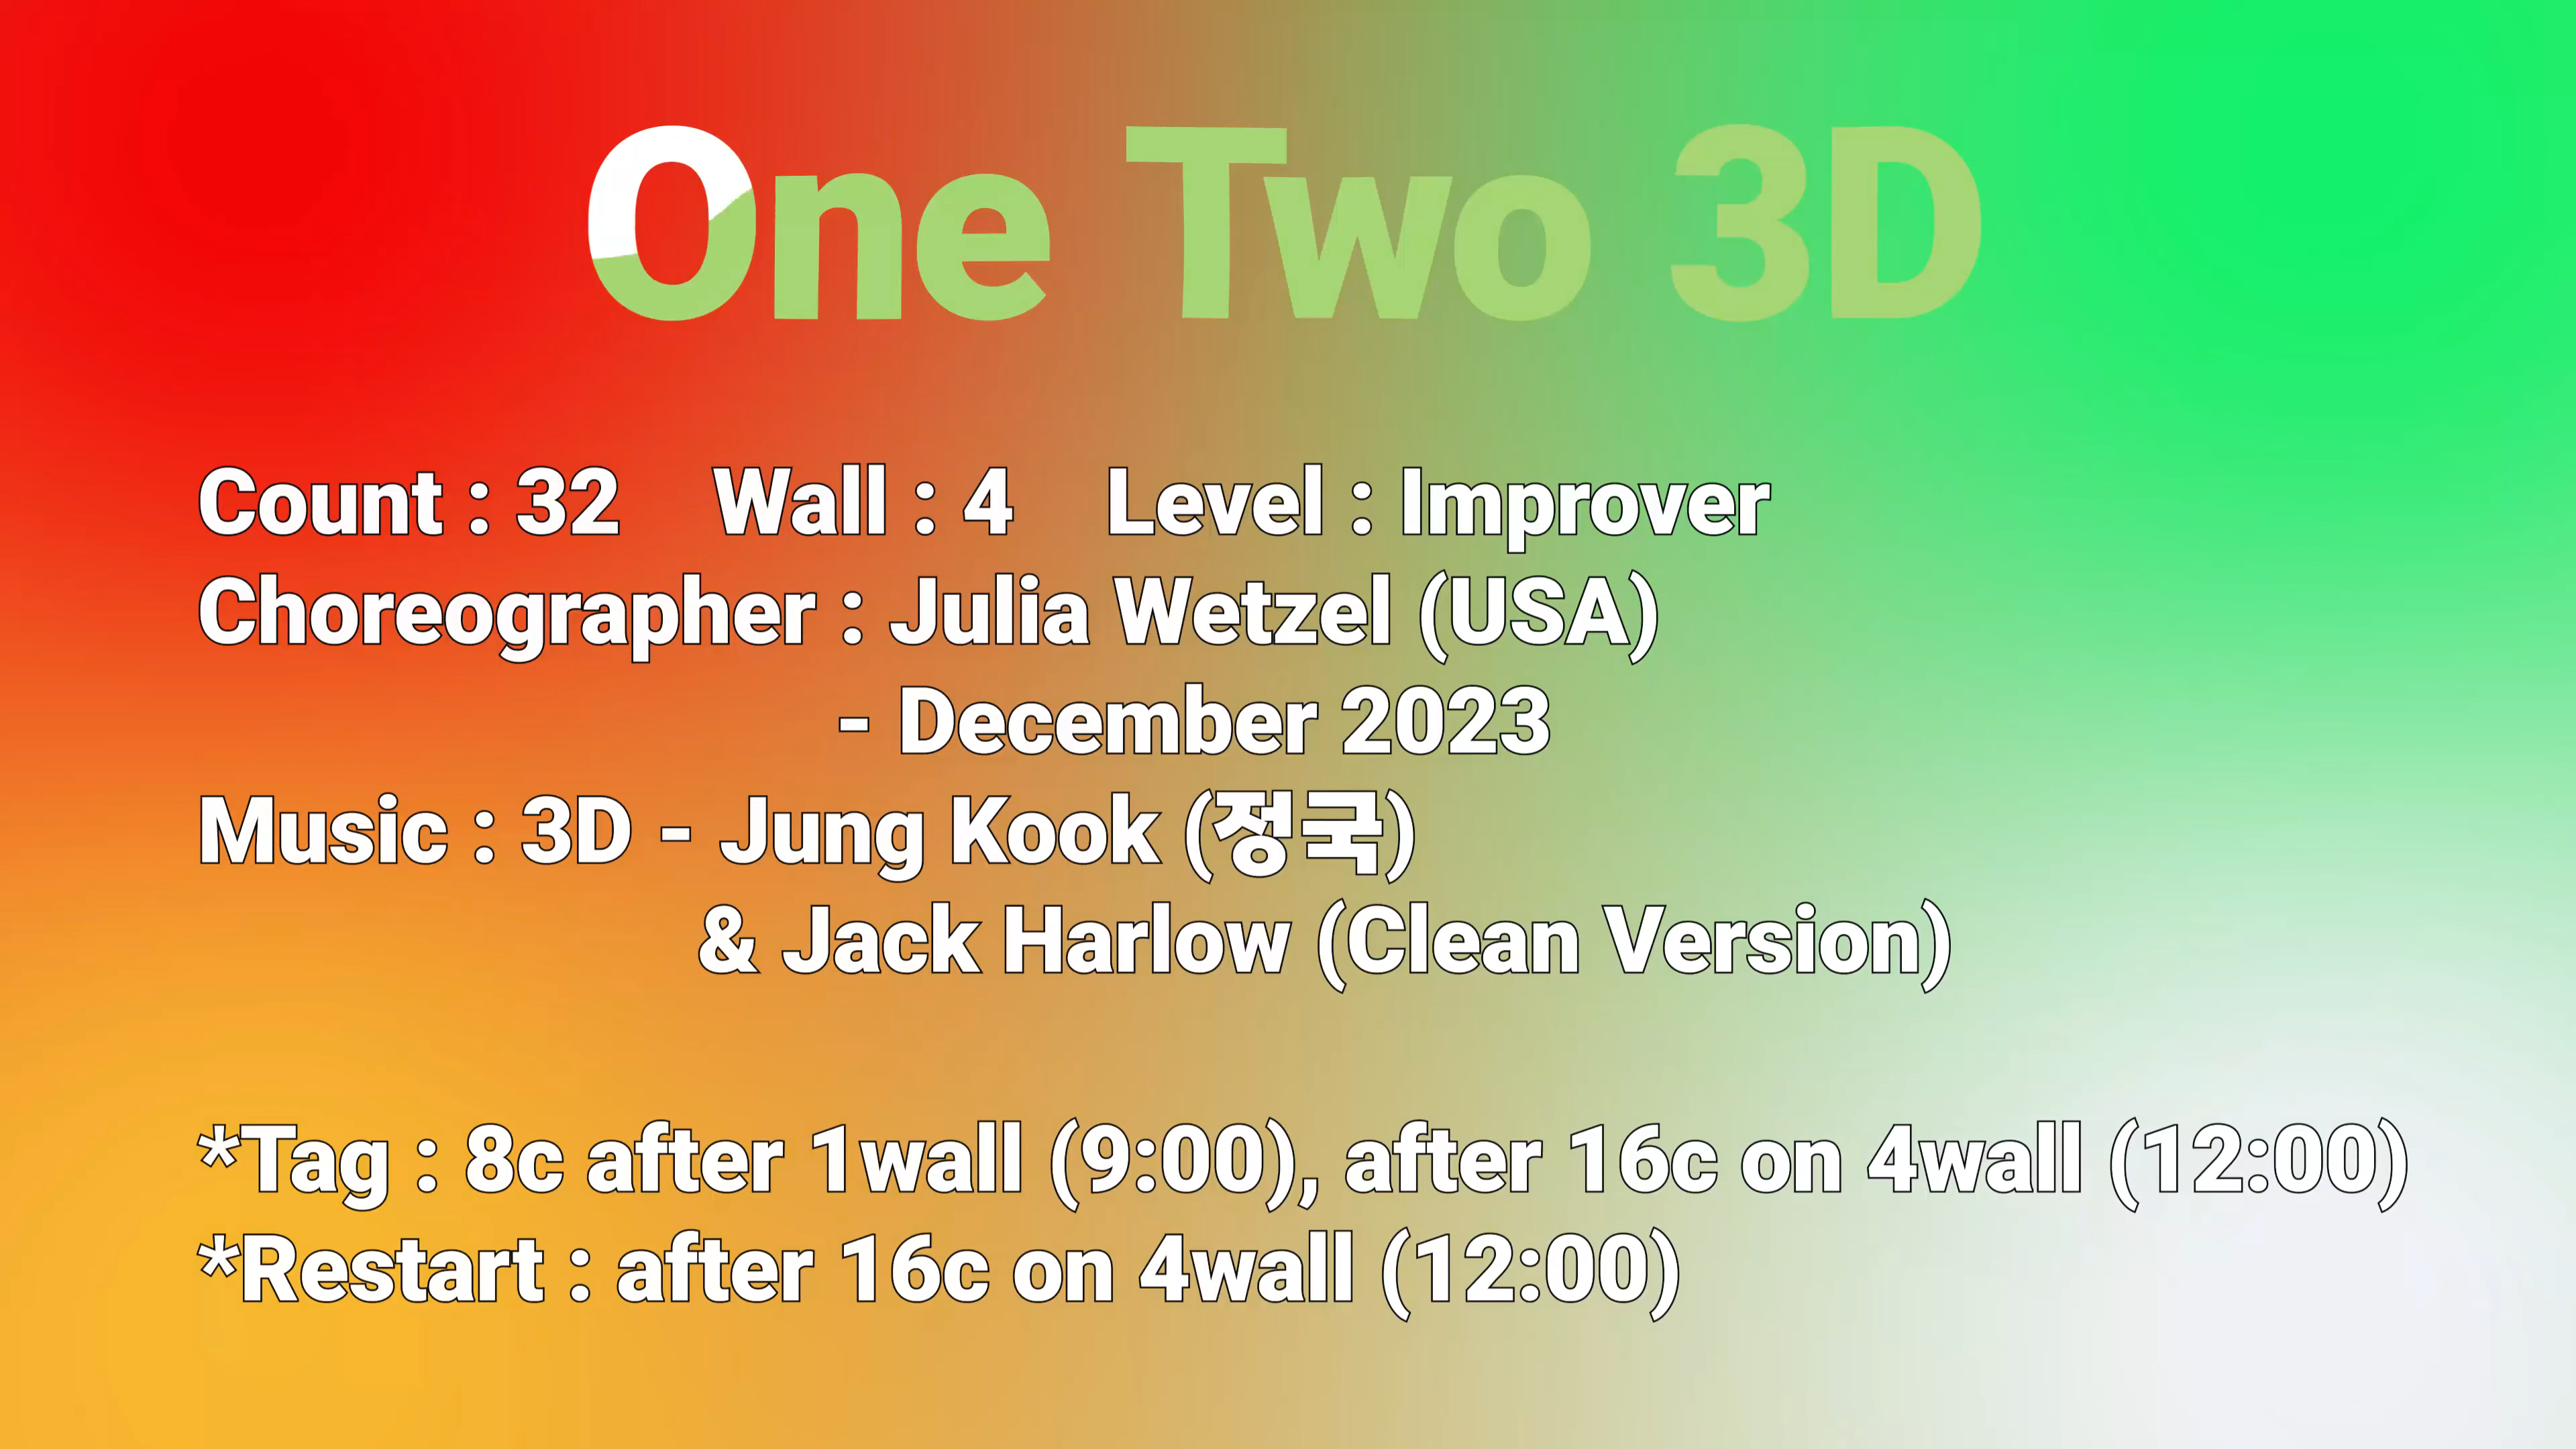 One Two 3D
Count : 32 Wall : 4 Level : Improver
Choreographer : Julia Wetzel (USA)
- December 2023
Music : 3D - Jung Kook (정국)
& Jack Harlow (Clean Version)
*Tag : 8c after 1wall (9:00), after 16c on 4wall (12:00)
*Restart : after 16c on 4wall (12:00)